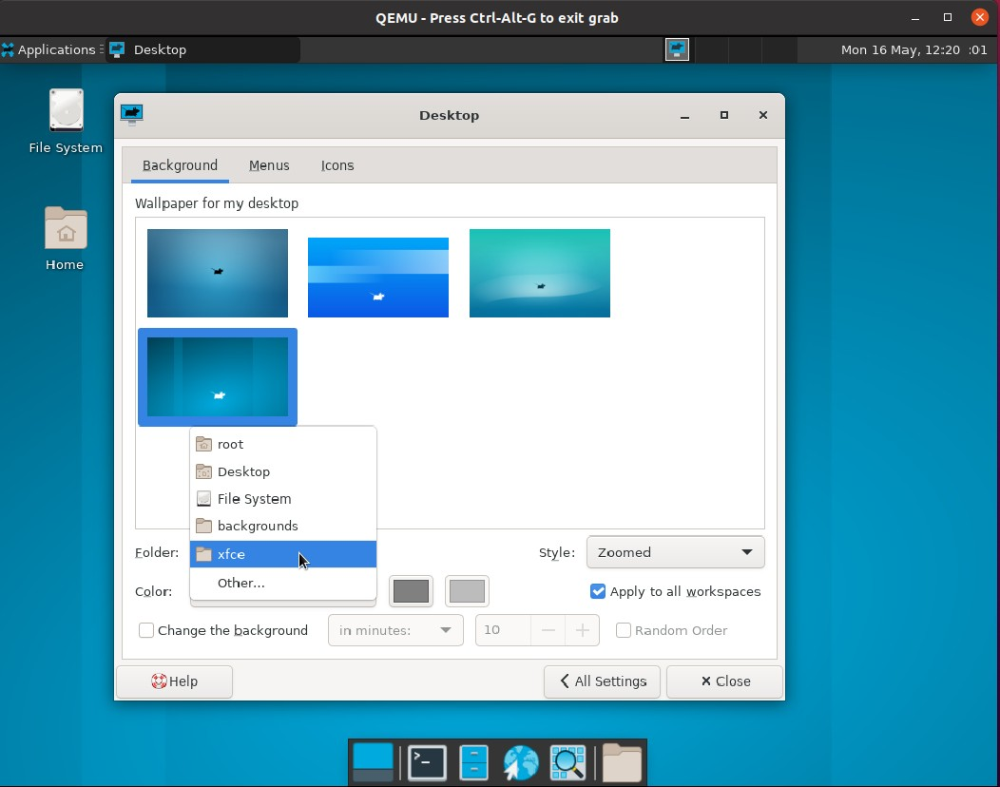 QEMU - Press Ctrl-Alt-G to exit grab
Applications Desktop Mon 16 May, 12:20 :01
File System
Home
Desktop
Background Menus Icons
Wallpaper for my desktop
root
Desktop
File System
backgrounds
Folder: xfce Style: Zoomed
Other...
Color: Apply to all workspaces
Change the background in minutes: 10 Random Order
Help All Settings Close